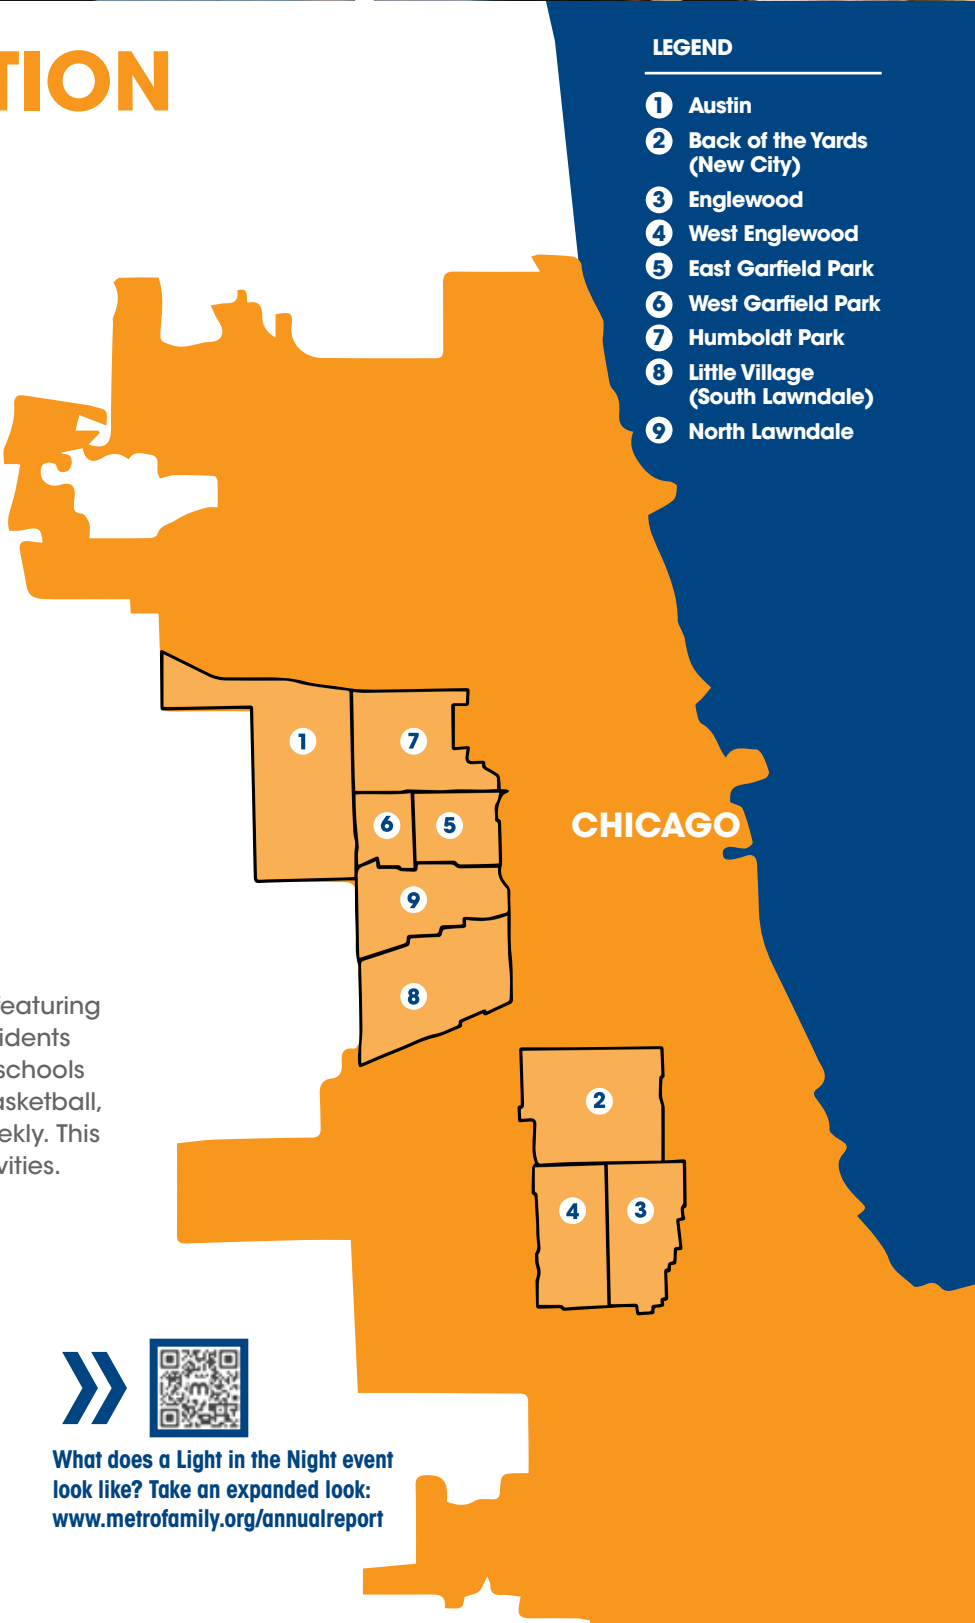 TION
LEGEND
1 Austin
2 Back of the Yards
(New City)
3 Englewood
4 West Englewood
5 East Garfield Park
6 West Garfield Park
7 Humboldt Park
8 Little Village
(South Lawndale)
9 North Lawndale
1
7
6
5
CHICAGO
9
8
2
4
3
featuring
idents
schools
asketball,
ekly. This
vities.
m
What does a Light in the Night event
look like? Take an expanded look:
www.metrofamily.org/annualreport